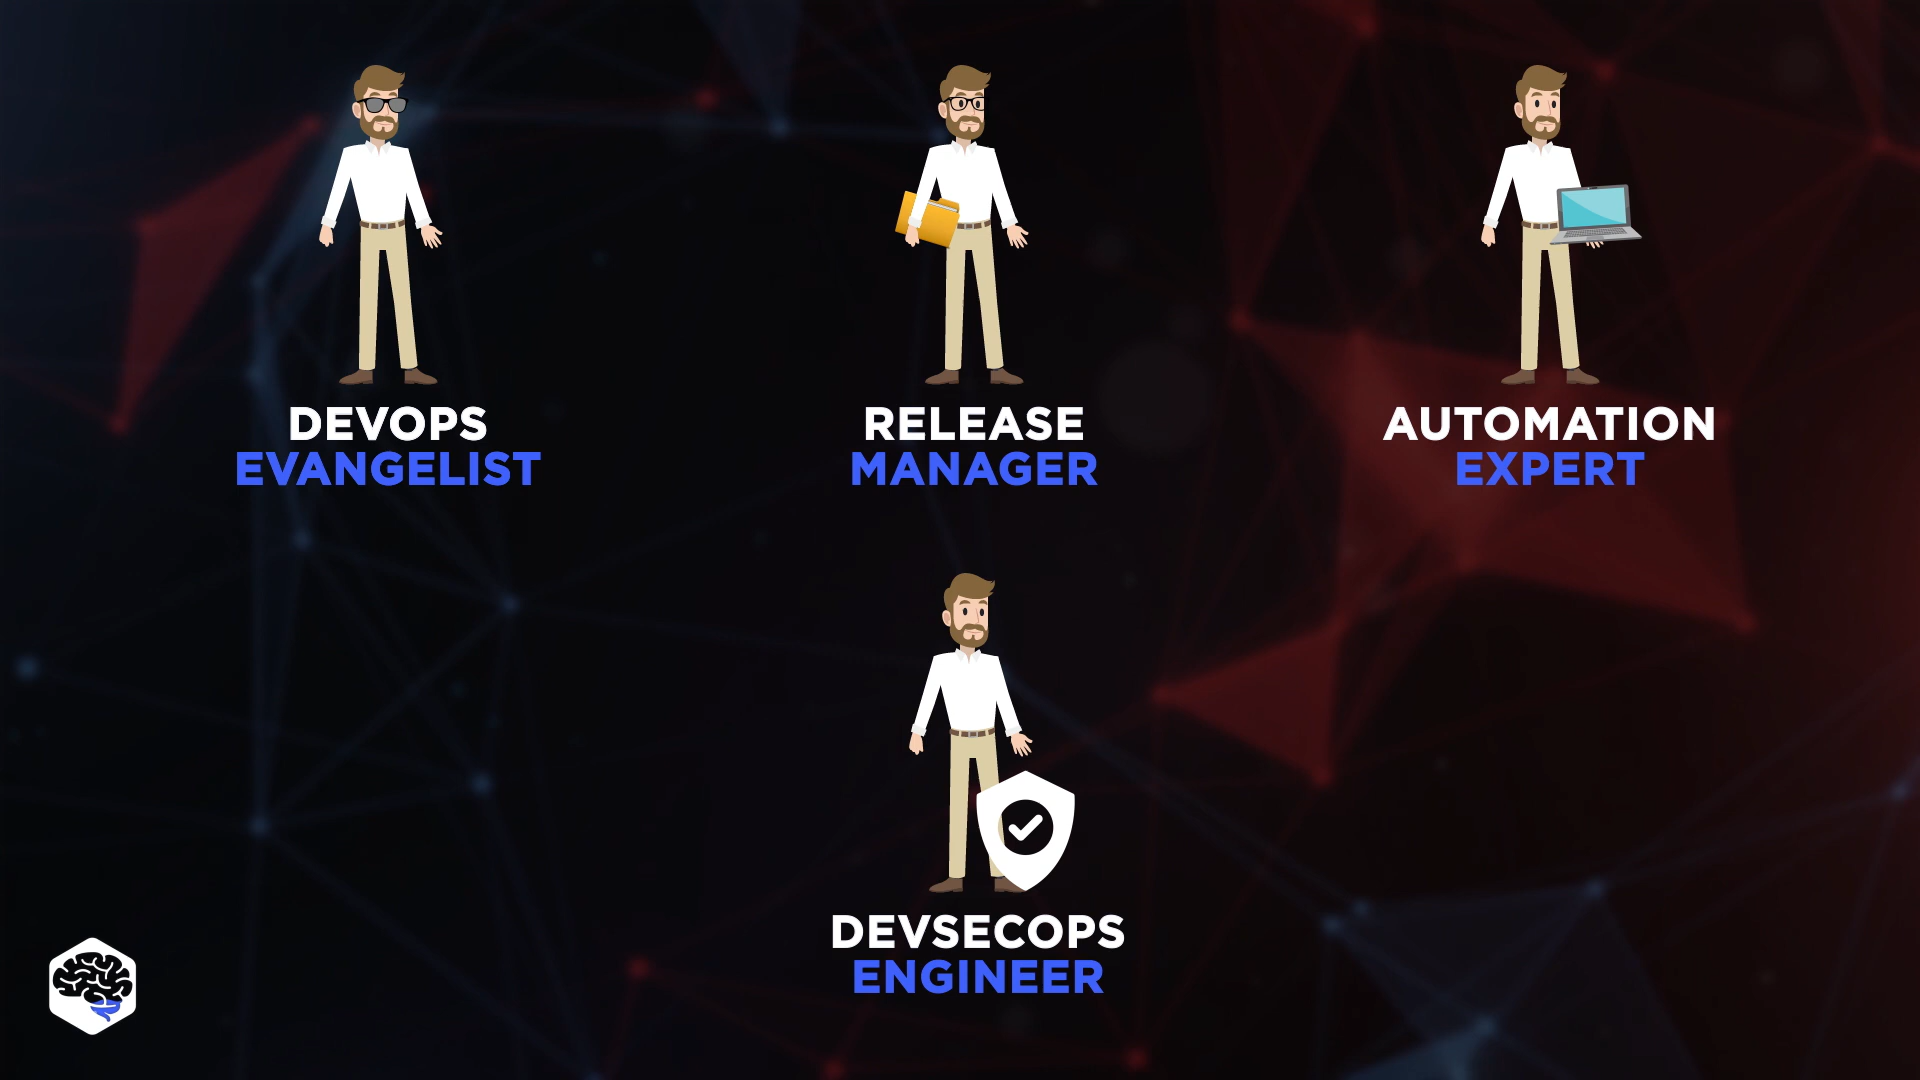 DEVOPS
EVANGELIST
RELEASE
MANAGER
AUTOMATION
EXPERT
DEVSECOPS
ENGINEER